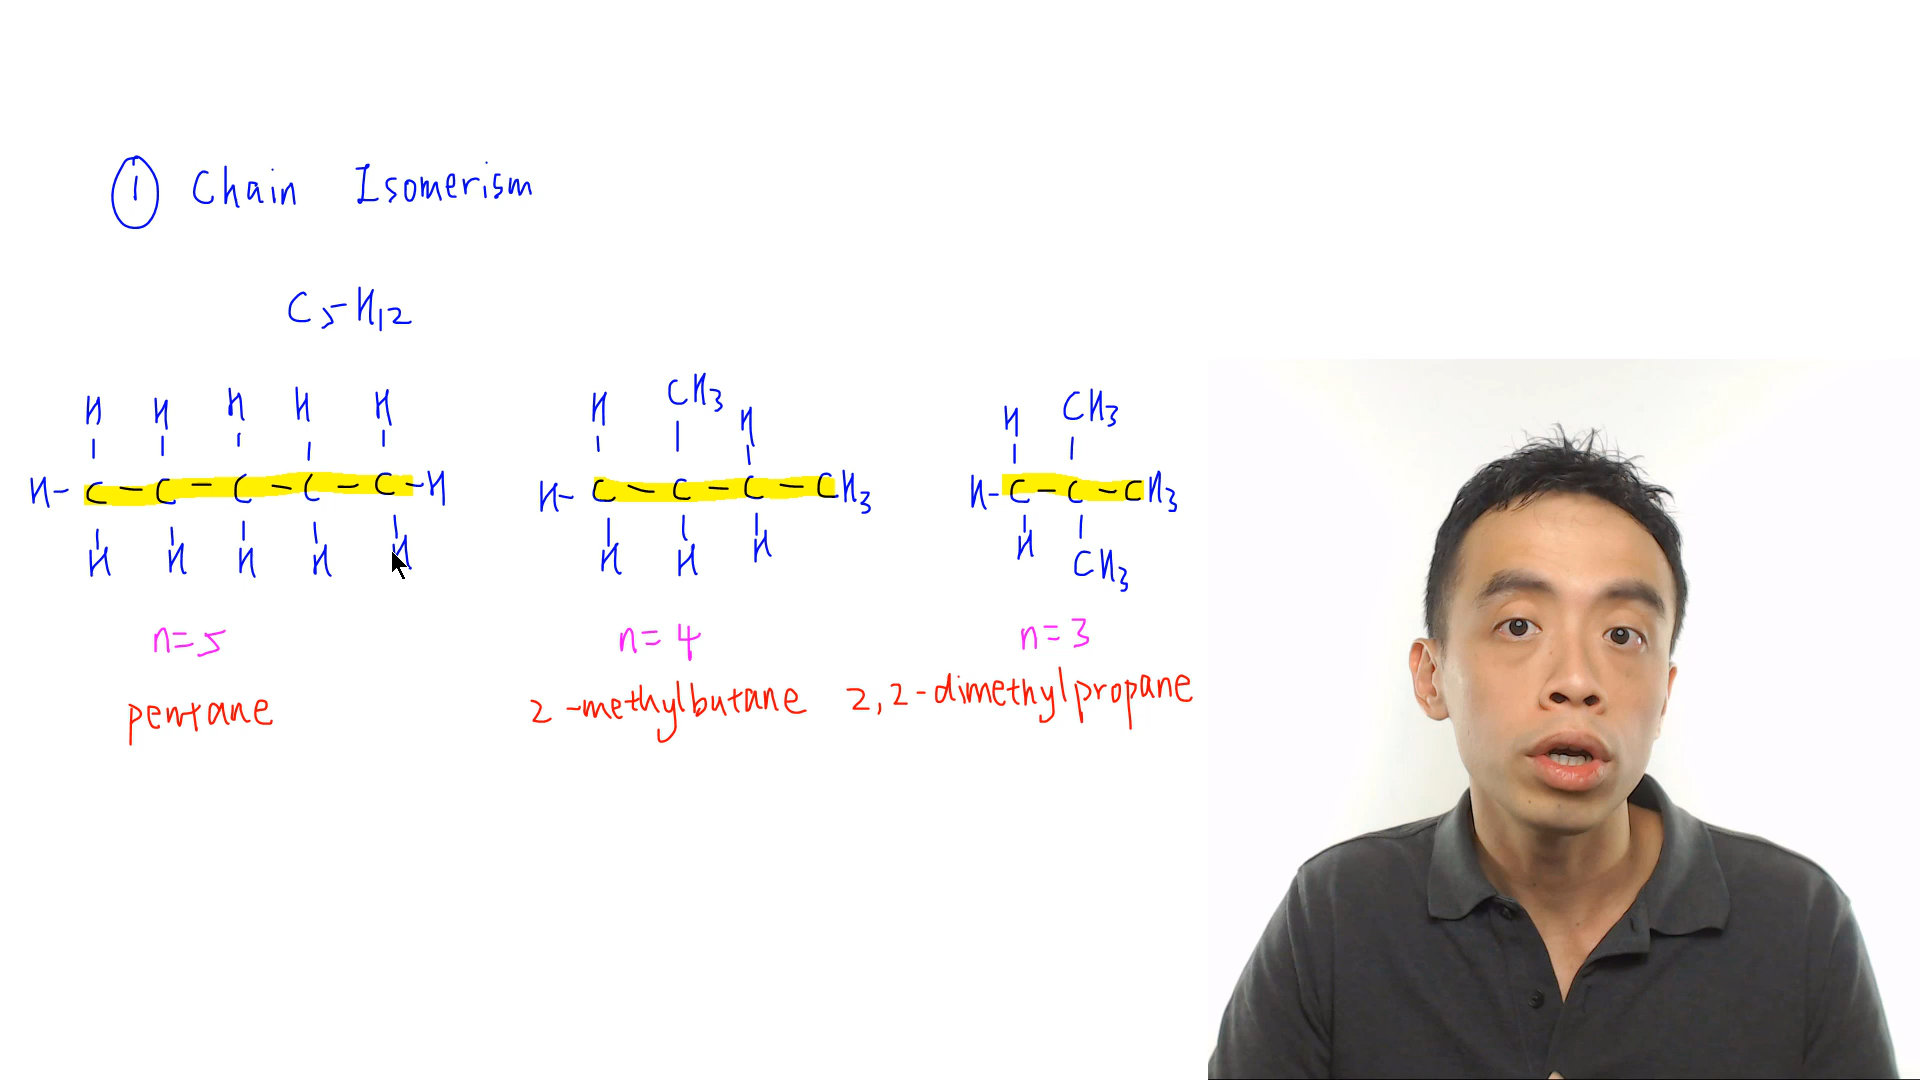 ① Chain Isomerism
C5H12
H H H H H
H-C-C-C-C-C-H
H H H H H
n=5
pentane
H CH3 H
H-C-C-C-CH3
H H H
n=4
2-methylbutane
H CH3
H-C-C-CH3
H CH3
n=3
2,2-dimethylpropane